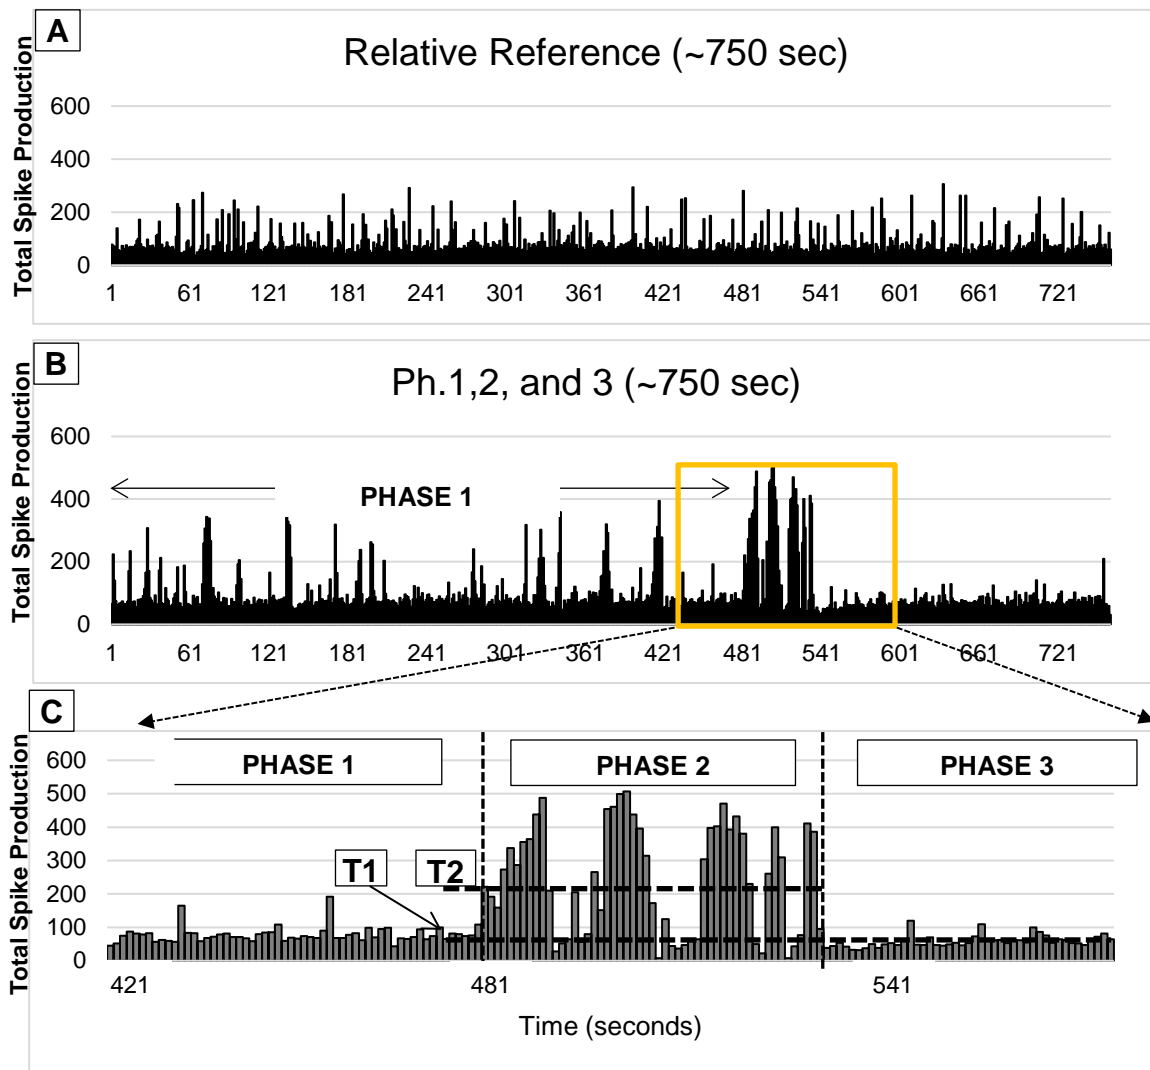 A
Relative Reference (~750 sec)
Total Spike Production
600
400
200
0
1 61 121 181 241 301 361 421 481 541 601 661 721
B
Ph.1,2, and 3 (~750 sec)
Total Spike Production
600
400
200
0
PHASE 1
1 61 121 181 241 301 361 421 481 541 601 661 721
C
Total Spike Production
600
500
400
300
200
100
0
PHASE 1 PHASE 2 PHASE 3
T1 T2
421 481 541
Time (seconds)